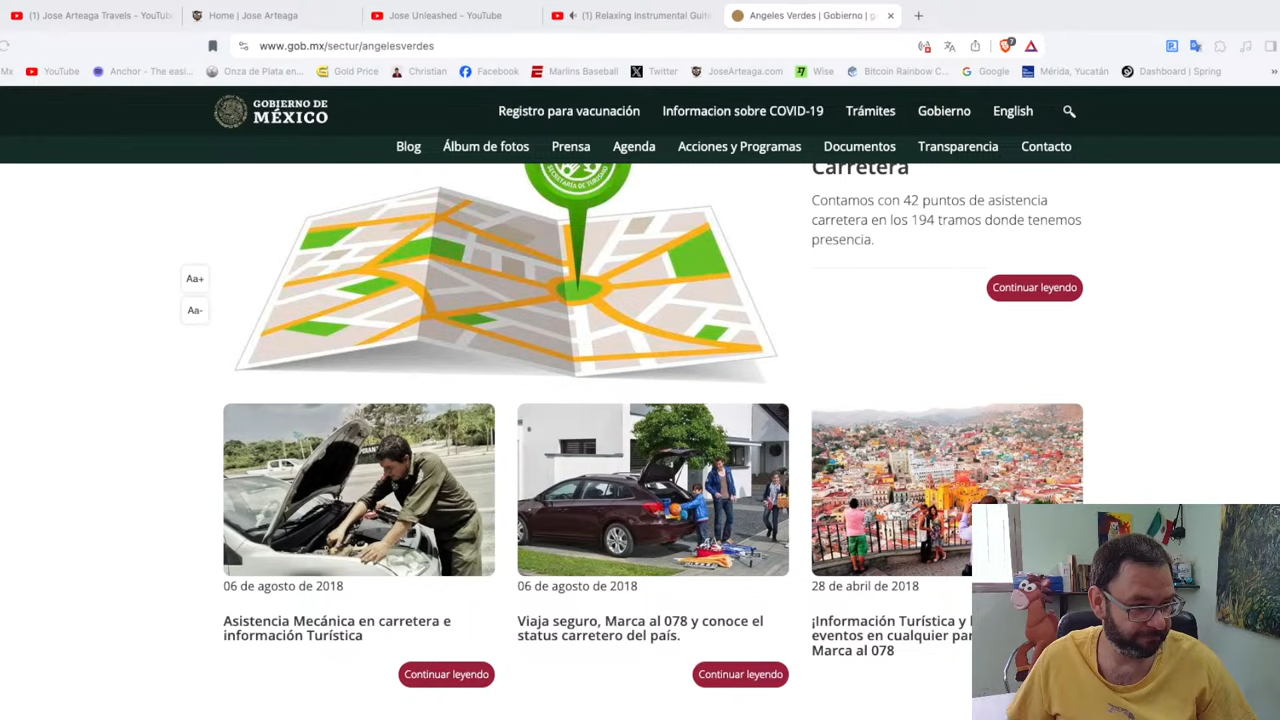 (1) Jose Arteaga Travels - YouTu
Home | Jose Arteaga
Jose Unleashed - YouTube
(1) Relaxing Instrumental Guita
Angeles Verdes | Gobierno | g
www.gob.mx/sectur/angelesverdes
7
Mx
YouTube
Anchor - The easi...
Onza de Plata en...
Gold Price
Christian
Facebook
Marlins Baseball
Twitter
JoseArteaga.com
Wise
Bitcoin Rainbow C...
Google
Mérida, Yucatán
Dashboard | Spring
»
GOBIERNO DE
MÉXICO
Registro para vacunación
Informacion sobre COVID-19
Trámites
Gobierno
English
Blog
Álbum de fotos
Prensa
Agenda
Acciones y Programas
Documentos
Transparencia
Contacto
SECRETARÍA DE TURISMO
Carretera
Contamos con 42 puntos de asistencia
carretera en los 194 tramos donde tenemos
presencia.
Continuar leyendo
Aa+
Aa-
06 de agosto de 2018
Asistencia Mecánica en carretera e
información Turística
Continuar leyendo
06 de agosto de 2018
Viaja seguro, Marca al 078 y conoce el
status carretero del país.
Continuar leyendo
28 de abril de 2018
¡Información Turística y
eventos en cualquier
Marca al 078